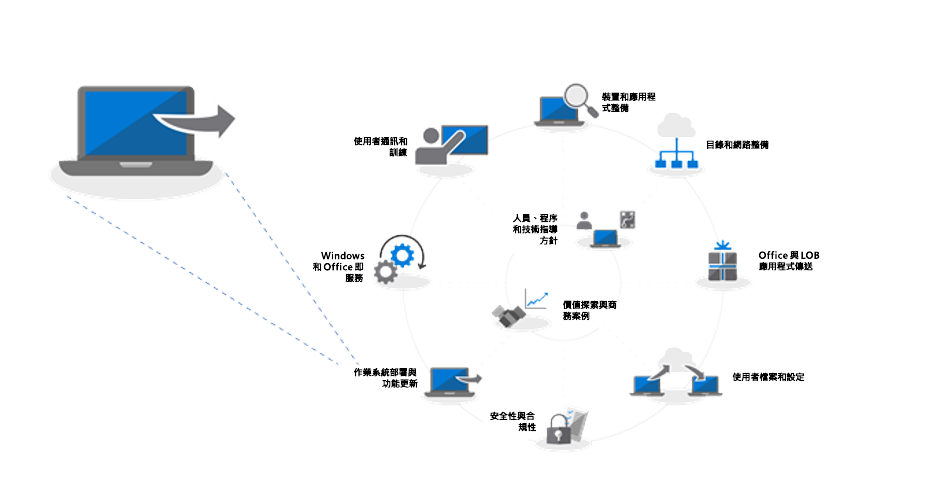 裝置和應用程
式整備
使用者通訊和
訓練
目錄和網路整備
人員、程序
和技術指導
方針
Windows
和 Office 即
服務
Office 與 LOB
應用程式傳送
價值探索與商
務案例
作業系統部署與
功能更新
使用者檔案和設定
安全性與合
規性